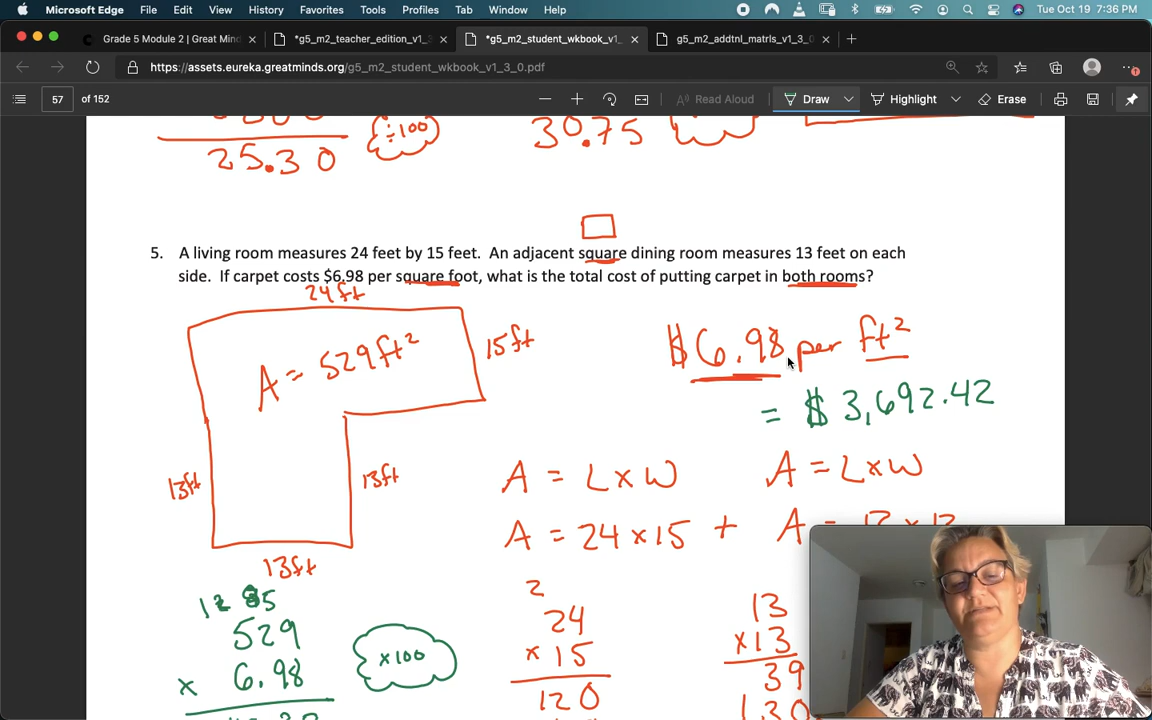 Microsoft Edge File Edit View History Favorites Tools Profiles Tab Window Help Tue Oct 19 7:36 PM
Grade 5 Module 2 | Great Mind *g5_m2_teacher_edition_v1_3 *g5_m2_student_wkbook_v1_ g5_m2_addtnl_matrls_v1_3_0
https://assets.eureka.greatminds.org/g5_m2_student_wkbook_v1_3_0.pdf
57 of 152 Read Aloud Draw Highlight Erase
÷100
25.30 30.75
5. A living room measures 24 feet by 15 feet. An adjacent square dining room measures 13 feet on each
side. If carpet costs $6.98 per square foot, what is the total cost of putting carpet in both rooms?
24ft
15ft
A = 529ft²
$6.98 per ft²
= $3,692.42
13ft 13ft
A = L x W A = L x W
A = 24 x 15 + A =
13ft
529
x 6.98
x100
2
24
x 15
120
13
x13
39
130